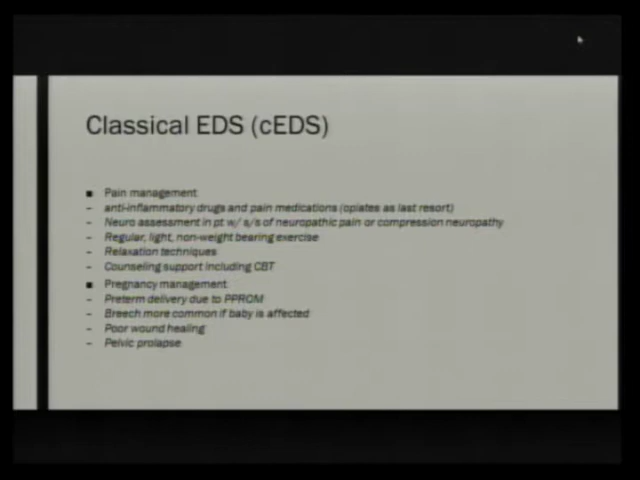 Classical EDS (cEDS)
■ Pain management
– anti-inflammatory drugs and pain medications (opiates as last resort)
– Neuro assessment in pt w/ s/s of neuropathic pain or compression neuropathy
– Regular, light, non-weight bearing exercise
– Relaxation techniques
– Counseling support including CBT
■ Pregnancy management
– Preterm delivery due to PPROM
– Breech more common if baby is affected
– Poor wound healing
– Pelvic prolapse